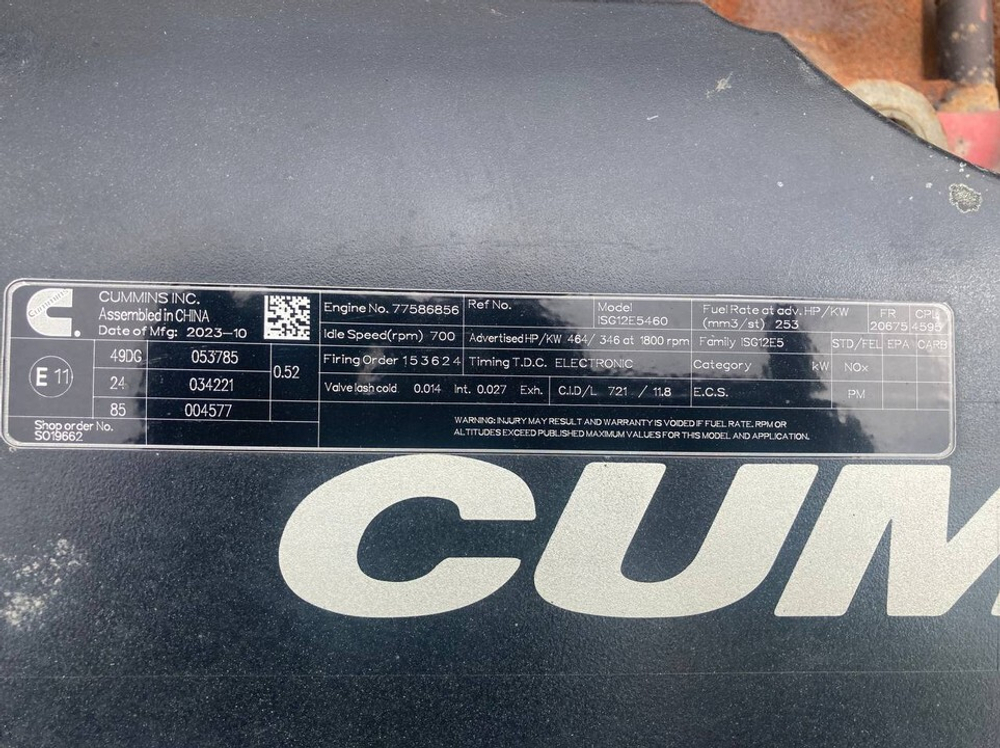 Cummins
CUMMINS INC.
Assembled in CHINA
Date of Mfg: 2023-10
Engine No. 77586856
Ref No.
Model
ISG12E5460
Fuel Rate at adv. HP/KW
(mm3/st) 253
FR
20675
CPL
4595
Idle Speed(rpm) 700
Advertised HP/KW 464/ 346 at 1800 rpm
Family ISG12E5
STD/FEL EPA CARB
E 11
49DG 053785
24 034221
85 004577
0.52
Firing Order 1 5 3 6 2 4
Timing T.D.C. ELECTRONIC
Category kW NOx
Valve lash cold 0.014 Int. 0.027 Exh.
C.I.D/L 721 / 11.8
E.C.S.
PM
Shop order No.
SO19662
WARNING: INJURY MAY RESULT AND WARRANTY IS VOIDED IF FUEL RATE. RPM OR
ALTITUDES EXCEED PUBLISHED MAXIMUM VALUES FOR THIS MODEL AND APPLICATION.
CUM